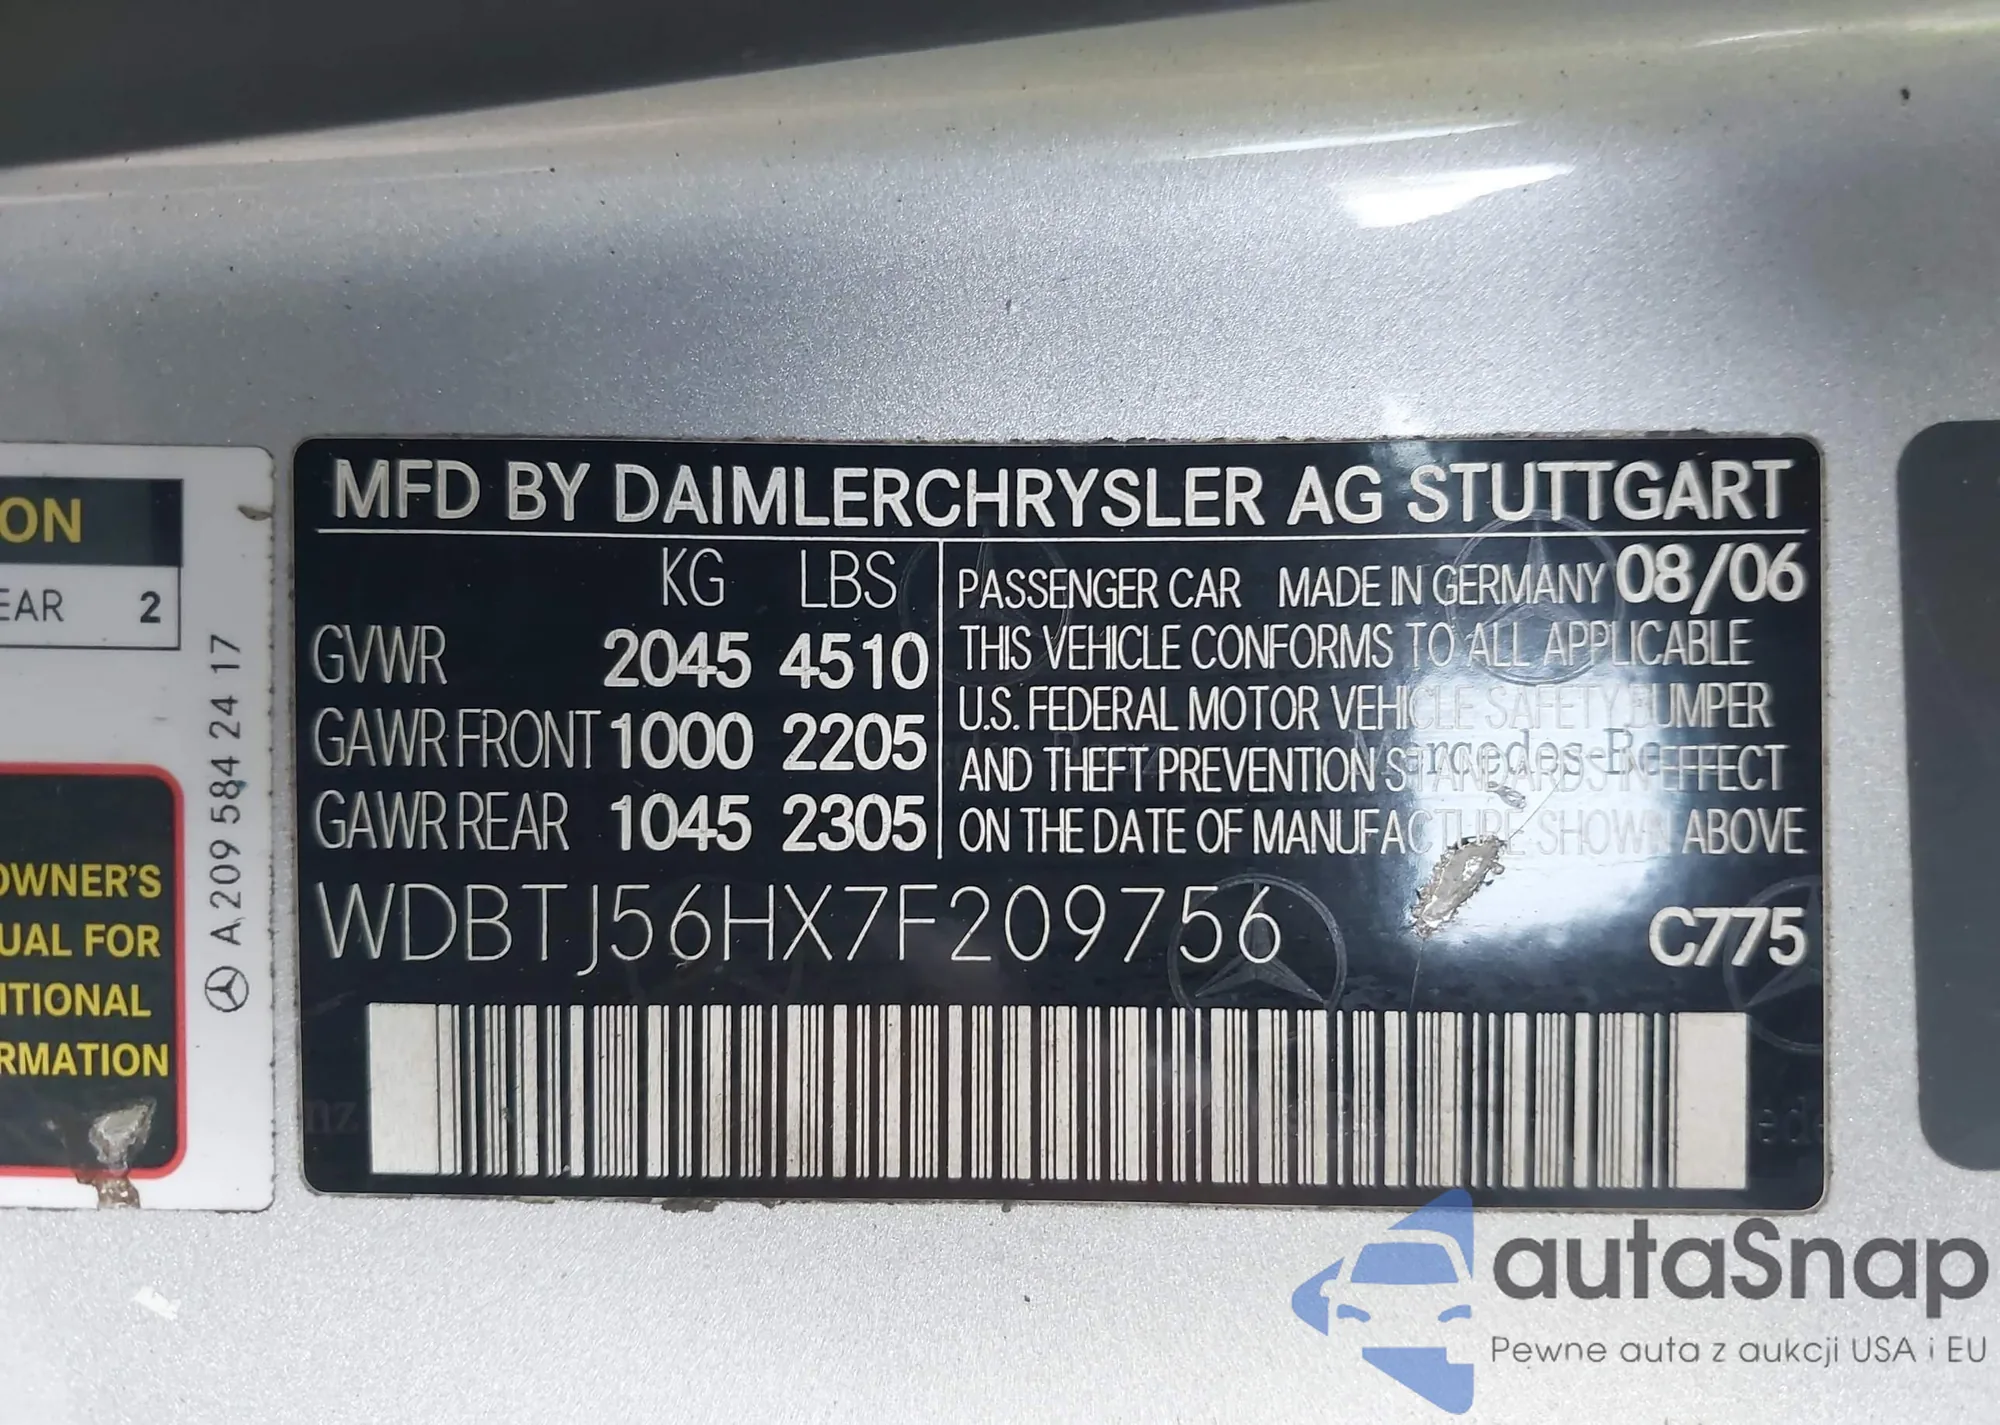 ON
EAR 2
OWNER'S
UAL FOR
ITIONAL
RMATION
A 209 584 24 17
MFD BY DAIMLERCHRYSLER AG STUTTGART
KG LBS
GVWR 2045 4510
GAWR FRONT 1000 2205
GAWR REAR 1045 2305
PASSENGER CAR MADE IN GERMANY 08/06
THIS VEHICLE CONFORMS TO ALL APPLICABLE
U.S. FEDERAL MOTOR VEHICLE SAFETY BUMPER
AND THEFT PREVENTION STANDARDS IN EFFECT
ON THE DATE OF MANUFACTURE SHOWN ABOVE
WDBTJ56HX7F209756
C775
autaSnap
Pewne auta z aukcji USA i EU